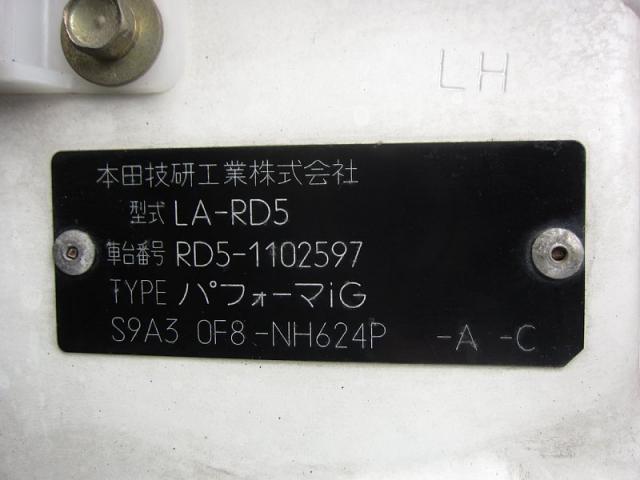 LH
本田技研工業株式会社
型式 LA-RD5
車台番号 RD5-1102597
TYPE パフォーマiG
S9A3 0F8-NH624P -A -C